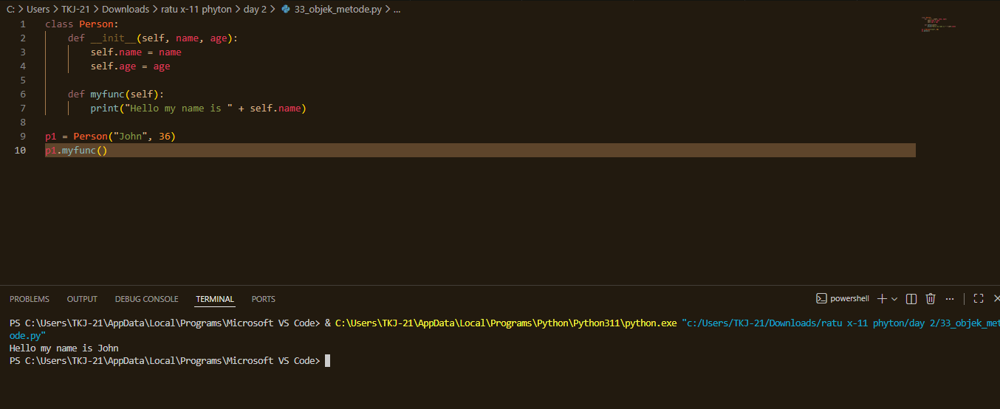 C: > Users > TKJ-21 > Downloads > ratu x-11 phyton > day 2 > 33_objek_metode.py > ...
1 class Person:
2     def __init__(self, name, age):
3         self.name = name
4         self.age = age
5
6     def myfunc(self):
7         print("Hello my name is " + self.name)
8
9 p1 = Person("John", 36)
10 p1.myfunc()
PROBLEMS OUTPUT DEBUG CONSOLE TERMINAL PORTS powershell
PS C:\Users\TKJ-21\AppData\Local\Programs\Microsoft VS Code> & C:\Users\TKJ-21\AppData\Local\Programs\Python\Python311\python.exe "c:/Users/TKJ-21/Downloads/ratu x-11 phyton/day 2/33_objek_met
ode.py"
Hello my name is John
PS C:\Users\TKJ-21\AppData\Local\Programs\Microsoft VS Code>